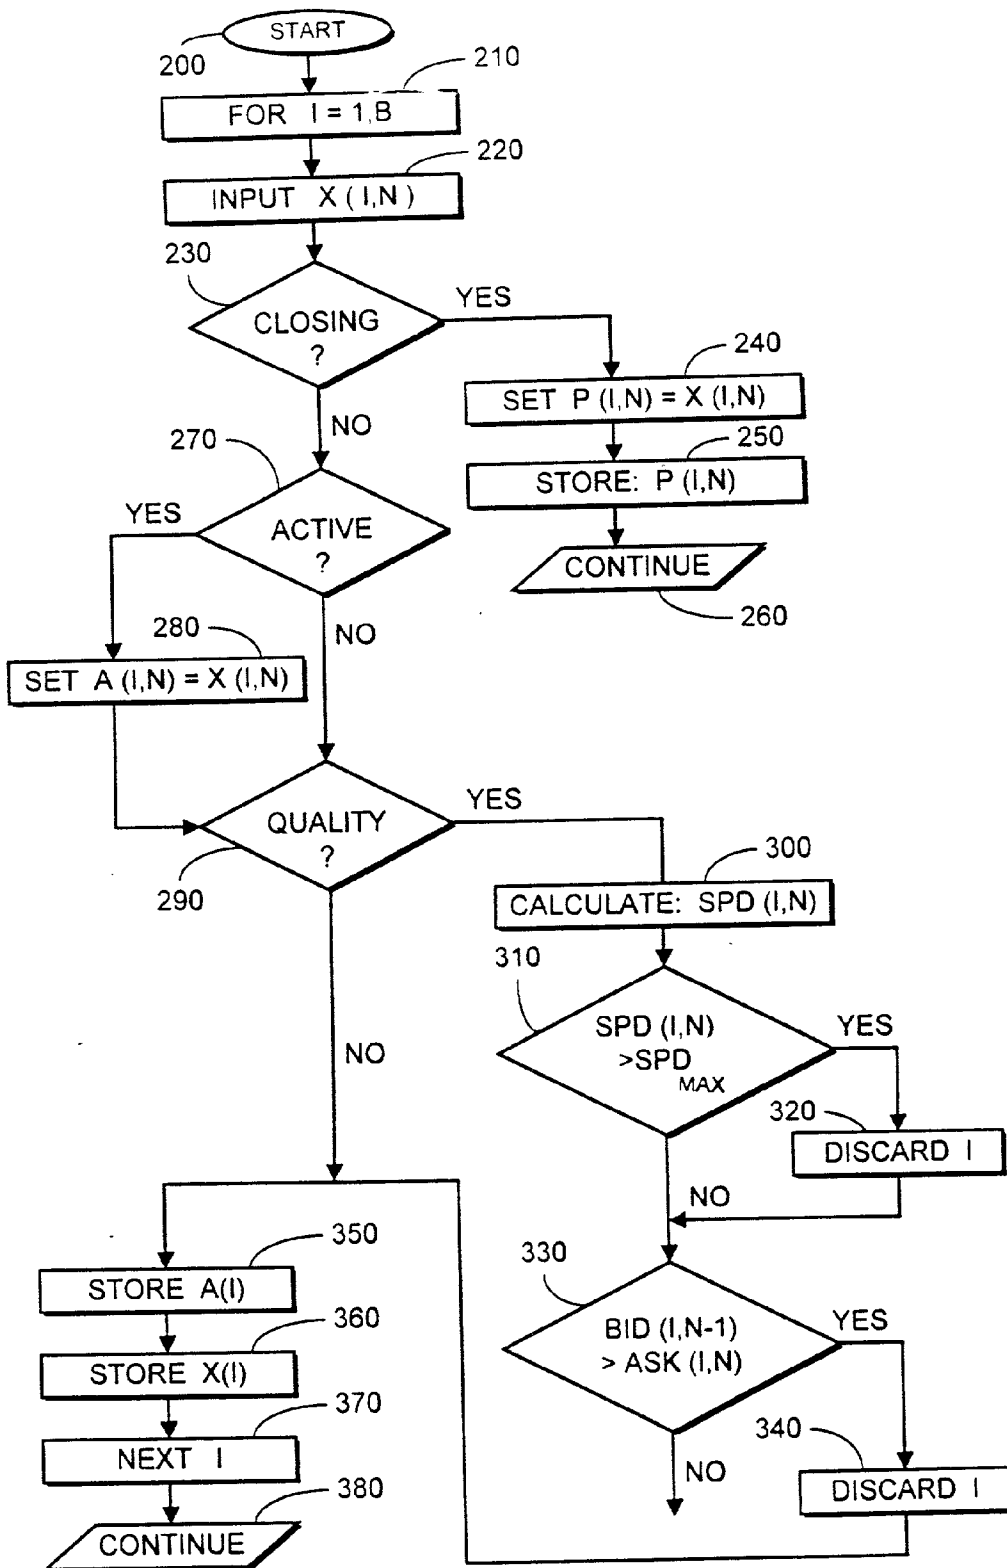 START
200
210
FOR I = 1,B
220
INPUT X ( I,N )
230
CLOSING
?
YES
NO
240
SET P (I,N) = X (I,N)
250
STORE: P (I,N)
CONTINUE
260
270
YES
ACTIVE
?
NO
280
SET A (I,N) = X (I,N)
QUALITY
?
YES
290
NO
300
CALCULATE: SPD (I,N)
310
SPD (I,N)
>SPD
MAX
YES
320
DISCARD I
NO
330
BID (I,N-1)
> ASK (I,N)
YES
NO
340
DISCARD I
350
STORE A(I)
360
STORE X(I)
370
NEXT I
380
CONTINUE